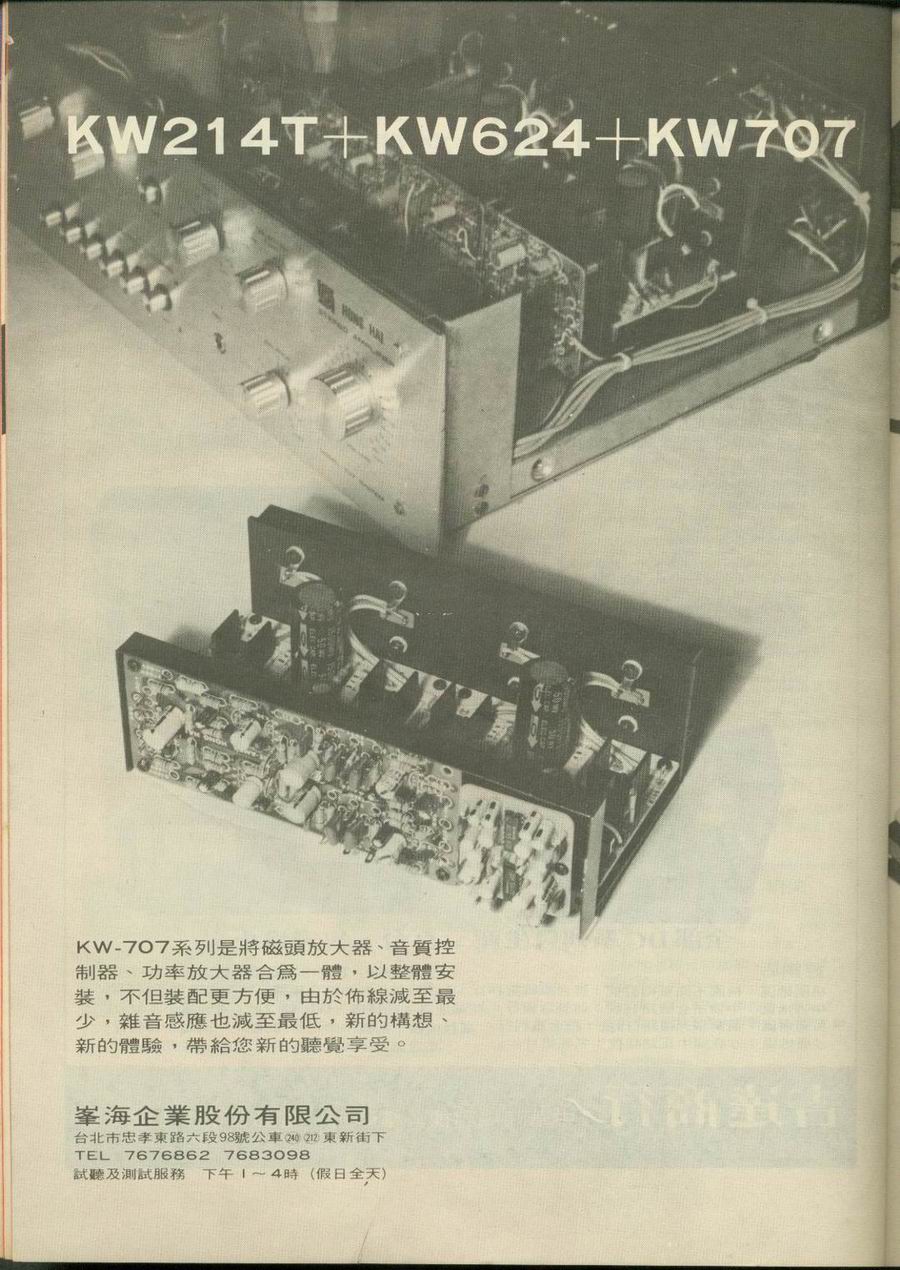 KW214T+KW624+KW707
KW-707系列是將磁頭放大器、音質控
制器、功率放大器合爲一體，以整體安
裝，不但裝配更方便，由於佈線減至最
少，雜音感應也減至最低，新的構想、
新的體驗，帶給您新的聽覺享受。
峯海企業股份有限公司
台北市忠孝東路六段98號公車㉔⓪ ㉑② 東新街下
TEL 7676862 7683098
試聽及測試服務 下午1～4時（假日全天）